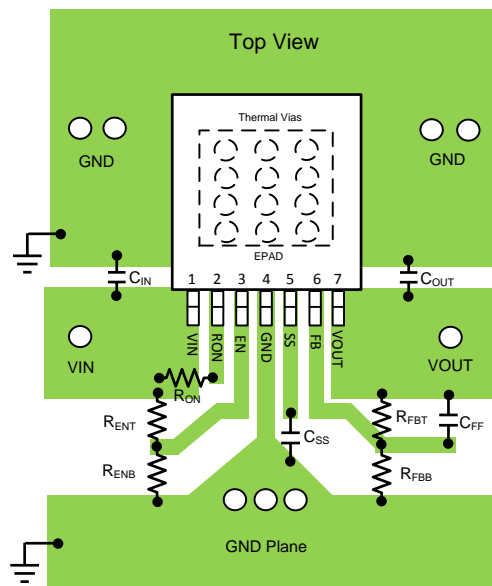 Top View
Thermal Vias
GND
GND
EPAD
1 2 3 4 5 6 7
CIN
COUT
VIN
RON
EN
GND
SS
FB
VOUT
VIN
VOUT
RON
RENT
RFBT
CFF
CSS
RENB
RFBB
GND Plane